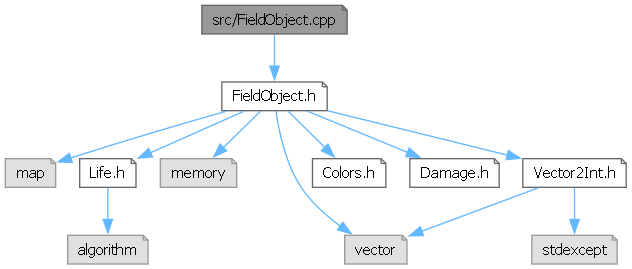 src/FieldObject.cpp
FieldObject.h
map
Life.h
memory
Colors.h
Damage.h
Vector2Int.h
algorithm
vector
stdexcept